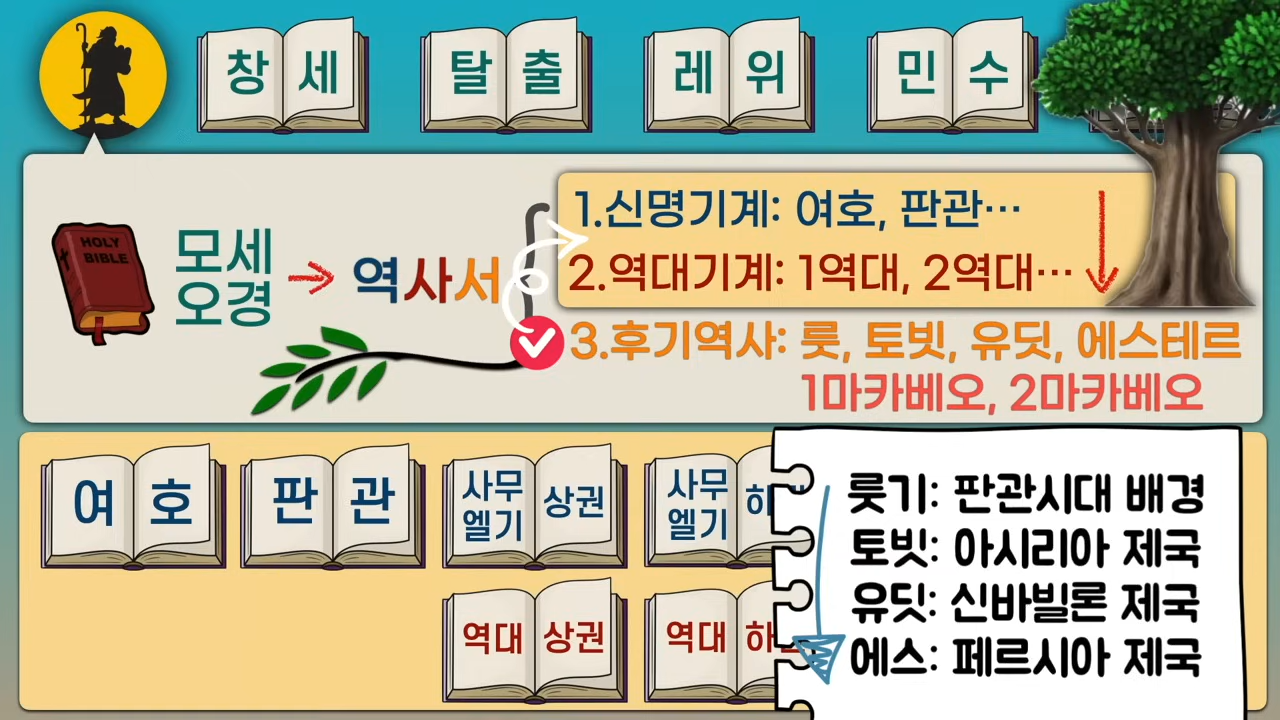 창세
탈출
레위
민수
HOLY
BIBLE
모세
오경
역사서
1.신명기계: 여호, 판관…
2.역대기계: 1역대, 2역대…
3.후기역사: 룻, 토빗, 유딧, 에스테르
1마카베오, 2마카베오
여호
판관
사무
엘기
상권
사무
엘기
역대
상권
역대
룻기: 판관시대 배경
토빗: 아시리아 제국
유딧: 신바빌론 제국
에스: 페르시아 제국